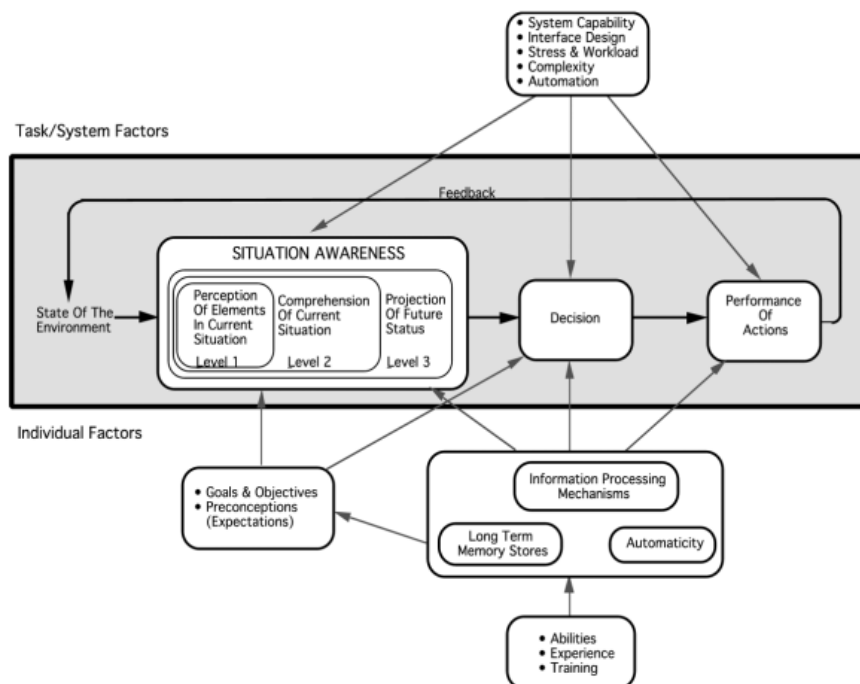 • System Capability
• Interface Design
• Stress & Workload
• Complexity
• Automation
Task/System Factors
Feedback
SITUATION AWARENESS
State Of The
Environment
Perception
Of Elements
In Current
Situation
Level 1
Comprehension
Of Current
Situation
Level 2
Projection
Of Future
Status
Level 3
Decision
Performance
Of
Actions
Individual Factors
• Goals & Objectives
• Preconceptions
(Expectations)
Information Processing
Mechanisms
Long Term
Memory Stores
Automaticity
• Abilities
• Experience
• Training